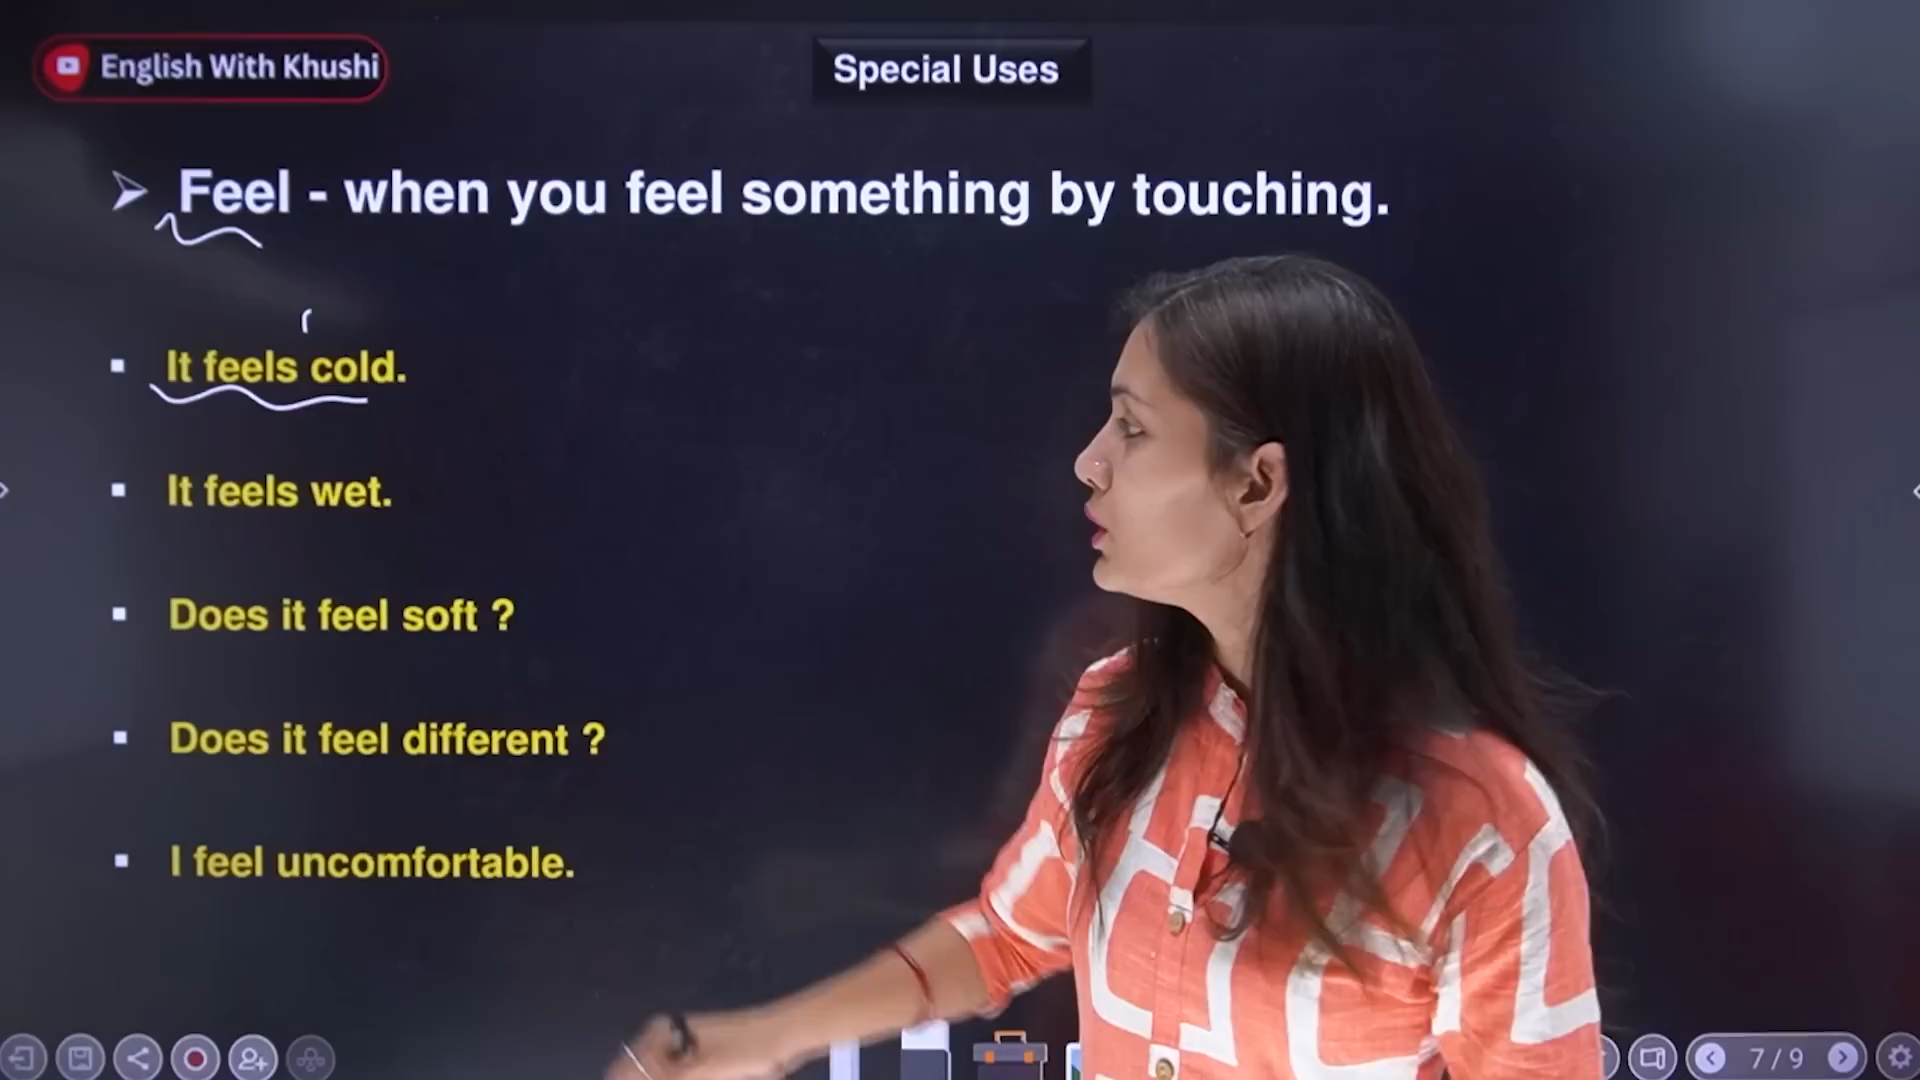 English With Khushi
Special Uses
Feel - when you feel something by touching.
It feels cold.
It feels wet.
Does it feel soft ?
Does it feel different ?
I feel uncomfortable.
7 / 9